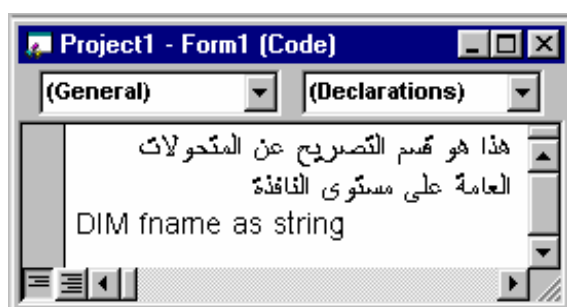 Project1 - Form1 (Code)
(General) (Declarations)
هذا هو قسم التصريح عن المتحولات
العامة على مستوى النافذة
DIM fname as string